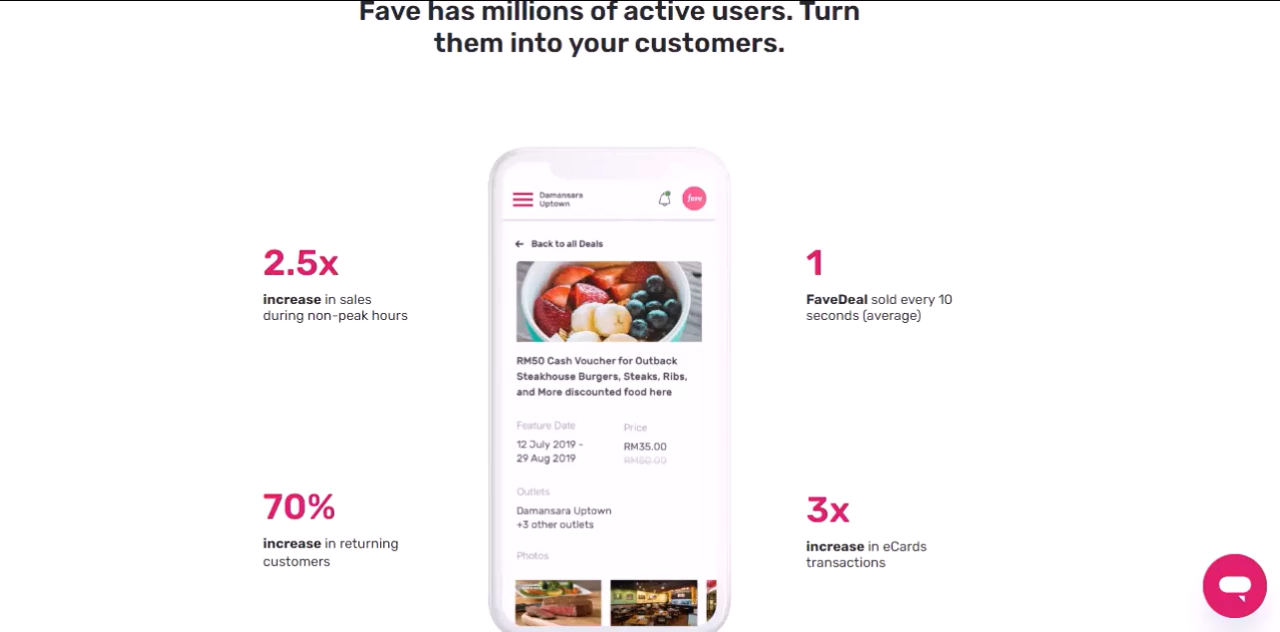 Fave has millions of active users. Turn
them into your customers.
2.5x
increase in sales
during non-peak hours
70%
increase in returning
customers
Damansara
Uptown
fave
Back to all Deals
RM50 Cash Voucher for Outback
Steakhouse Burgers, Steaks, Ribs,
and More discounted food here
Feature Date
Price
12 July 2019 -
29 Aug 2019
RM35.00
RM50.00
Outlets
Damansara Uptown
+3 other outlets
Photos
1
FaveDeal sold every 10
seconds (average)
3x
increase in eCards
transactions